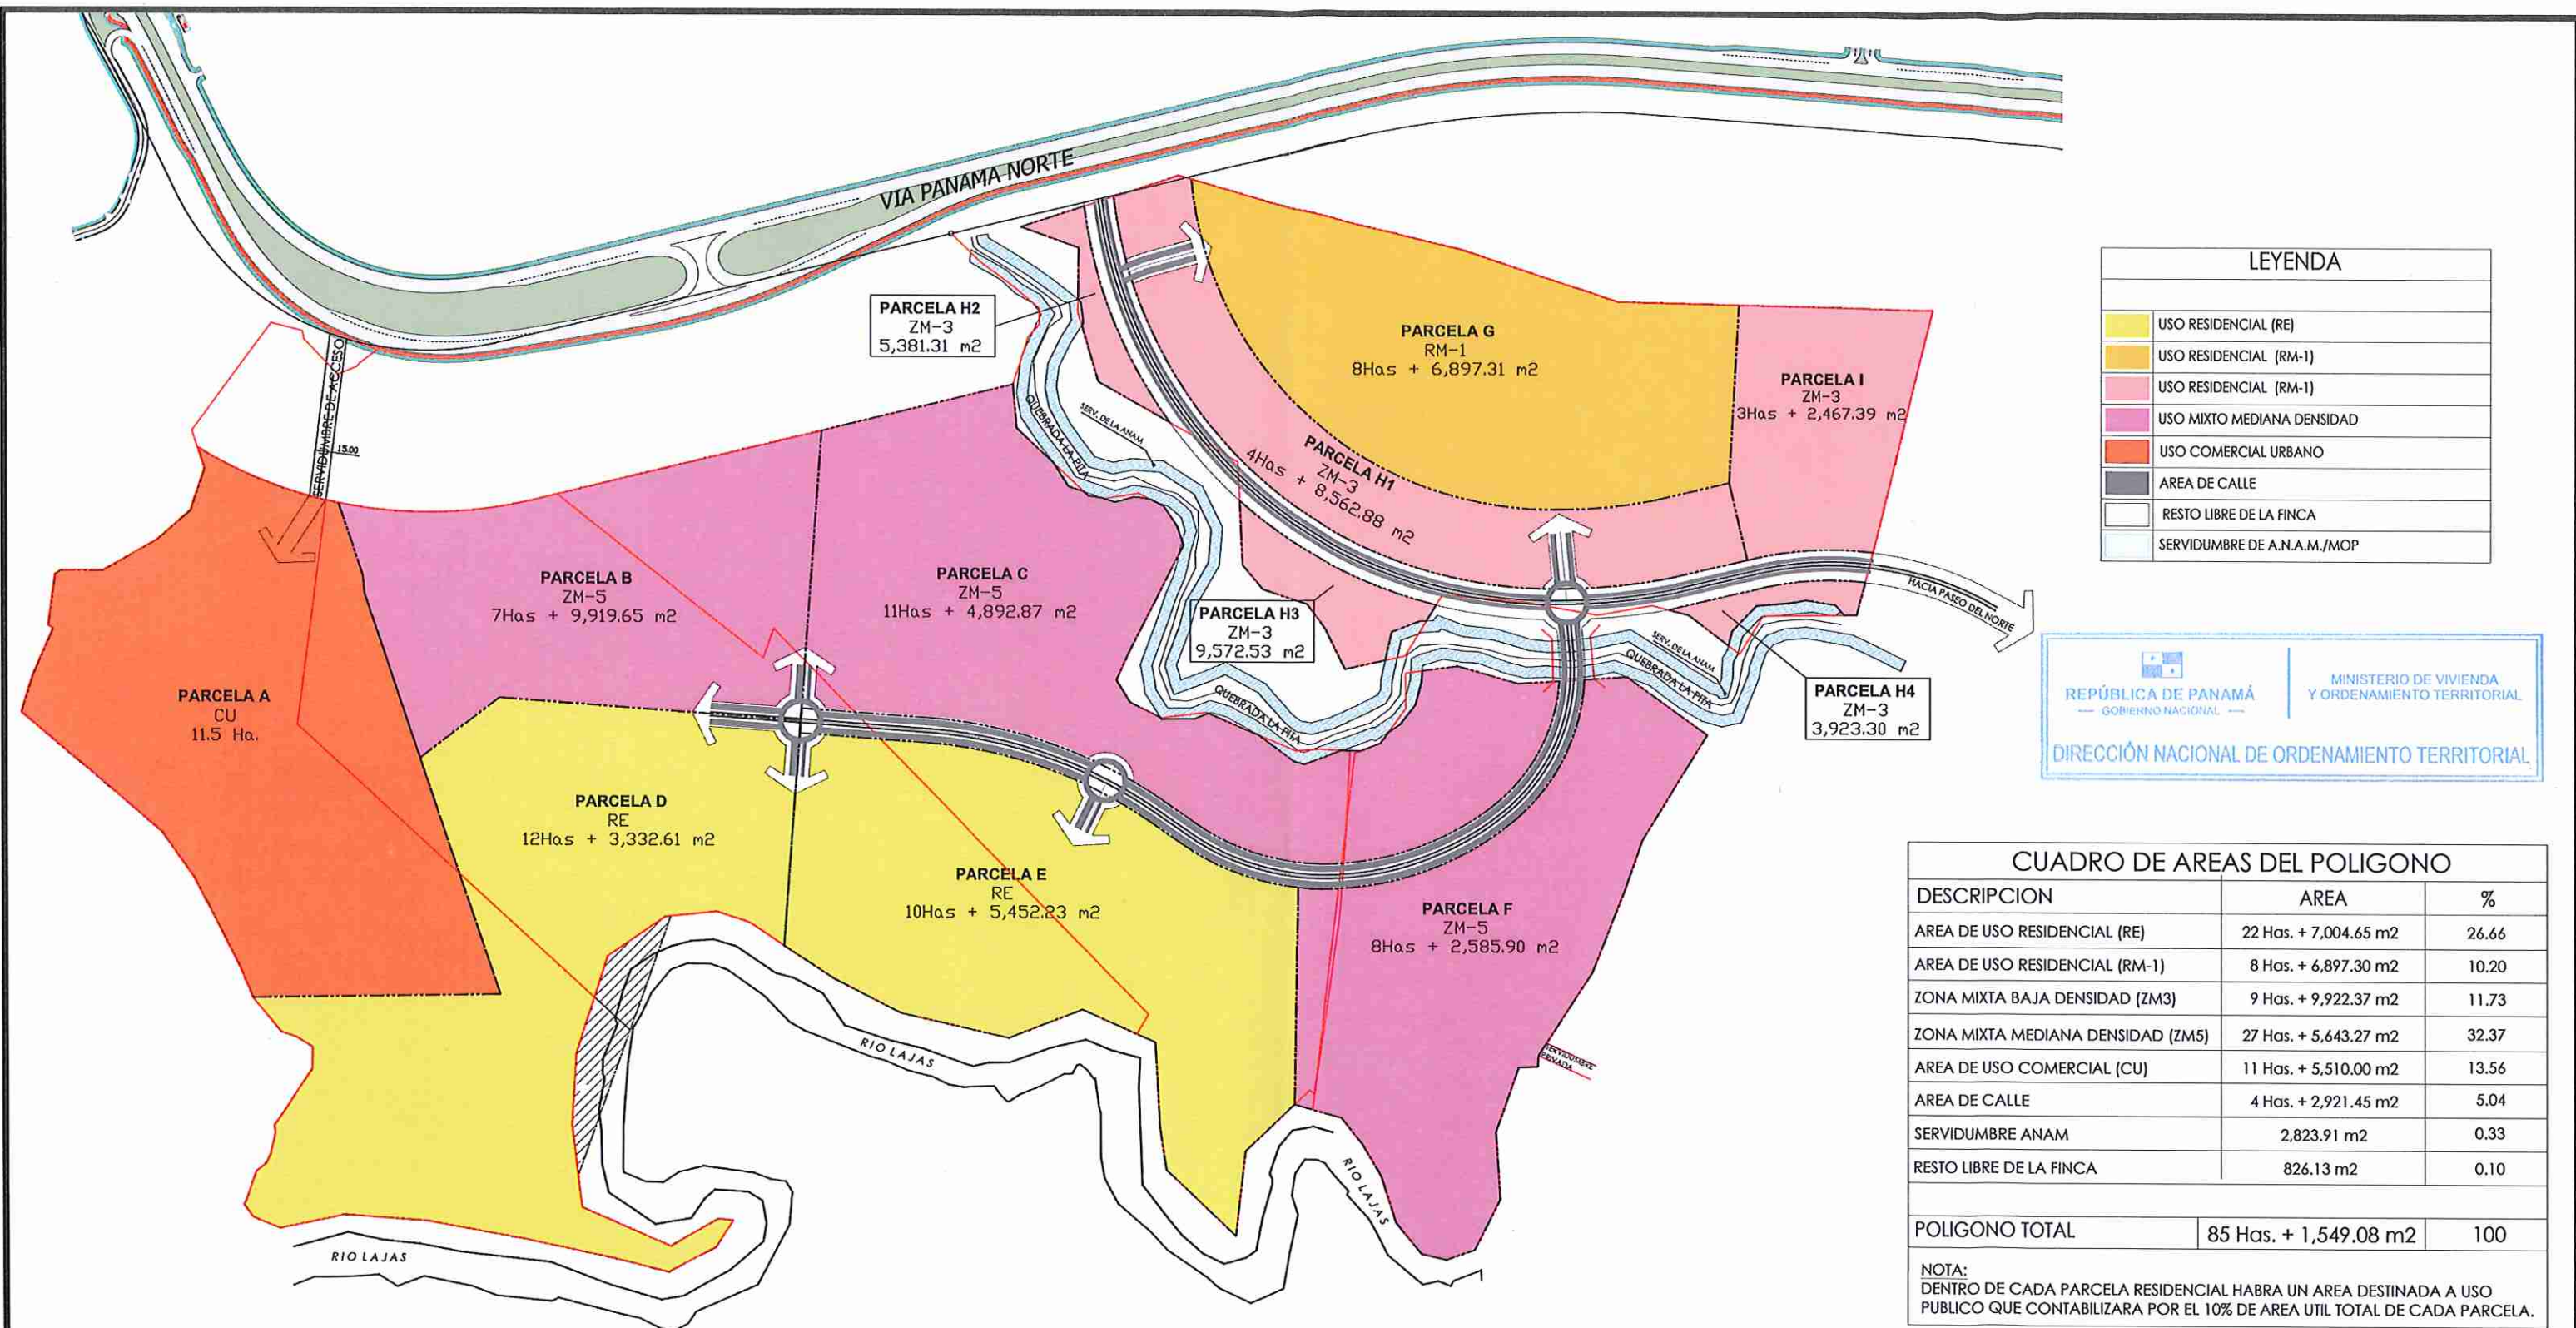 VIA PANAMA NORTE
SERVIDUMBRE DE ACCESO
15.00
PARCELA H2
ZM-3
5,381.31 m2
PARCELA G
RM-1
8Has + 6,897.31 m2
PARCELA I
ZM-3
3Has + 2,467.39 m2
PARCELA H1
ZM-3
4Has + 8,562.88 m2
QUEBRADA LA PITA
SERV. DE LA ANAM
PARCELA B
ZM-5
7Has + 9,919.65 m2
PARCELA C
ZM-5
11Has + 4,892.87 m2
PARCELA H3
ZM-3
9,572.53 m2
HACIA PASEO DEL NORTE
SERV. DE LA ANAM
QUEBRADA LA PITA
QUEBRADA LA PITA
PARCELA H4
ZM-3
3,923.30 m2
PARCELA A
CU
11.5 Ha.
PARCELA D
RE
12Has + 3,332.61 m2
PARCELA E
RE
10Has + 5,452.23 m2
PARCELA F
ZM-5
8Has + 2,585.90 m2
SERVIDUMBRE
PRIVADA
RIO LAJAS
RIO LAJAS
RIO LAJAS
LEYENDA
USO RESIDENCIAL (RE)
USO RESIDENCIAL (RM-1)
USO RESIDENCIAL (RM-1)
USO MIXTO MEDIANA DENSIDAD
USO COMERCIAL URBANO
AREA DE CALLE
RESTO LIBRE DE LA FINCA
SERVIDUMBRE DE A.N.A.M./MOP
REPÚBLICA DE PANAMÁ
GOBIERNO NACIONAL
MINISTERIO DE VIVIENDA
Y ORDENAMIENTO TERRITORIAL
DIRECCIÓN NACIONAL DE ORDENAMIENTO TERRITORIAL
CUADRO DE AREAS DEL POLIGONO
DESCRIPCION AREA %
AREA DE USO RESIDENCIAL (RE) 22 Has. + 7,004.65 m2 26.66
AREA DE USO RESIDENCIAL (RM-1) 8 Has. + 6,897.30 m2 10.20
ZONA MIXTA BAJA DENSIDAD (ZM3) 9 Has. + 9,922.37 m2 11.73
ZONA MIXTA MEDIANA DENSIDAD (ZM5) 27 Has. + 5,643.27 m2 32.37
AREA DE USO COMERCIAL (CU) 11 Has. + 5,510.00 m2 13.56
AREA DE CALLE 4 Has. + 2,921.45 m2 5.04
SERVIDUMBRE ANAM 2,823.91 m2 0.33
RESTO LIBRE DE LA FINCA 826.13 m2 0.10
POLIGONO TOTAL 85 Has. + 1,549.08 m2 100
NOTA:
DENTRO DE CADA PARCELA RESIDENCIAL HABRA UN AREA DESTINADA A USO
PUBLICO QUE CONTABILIZARA POR EL 10% DE AREA UTIL TOTAL DE CADA PARCELA.